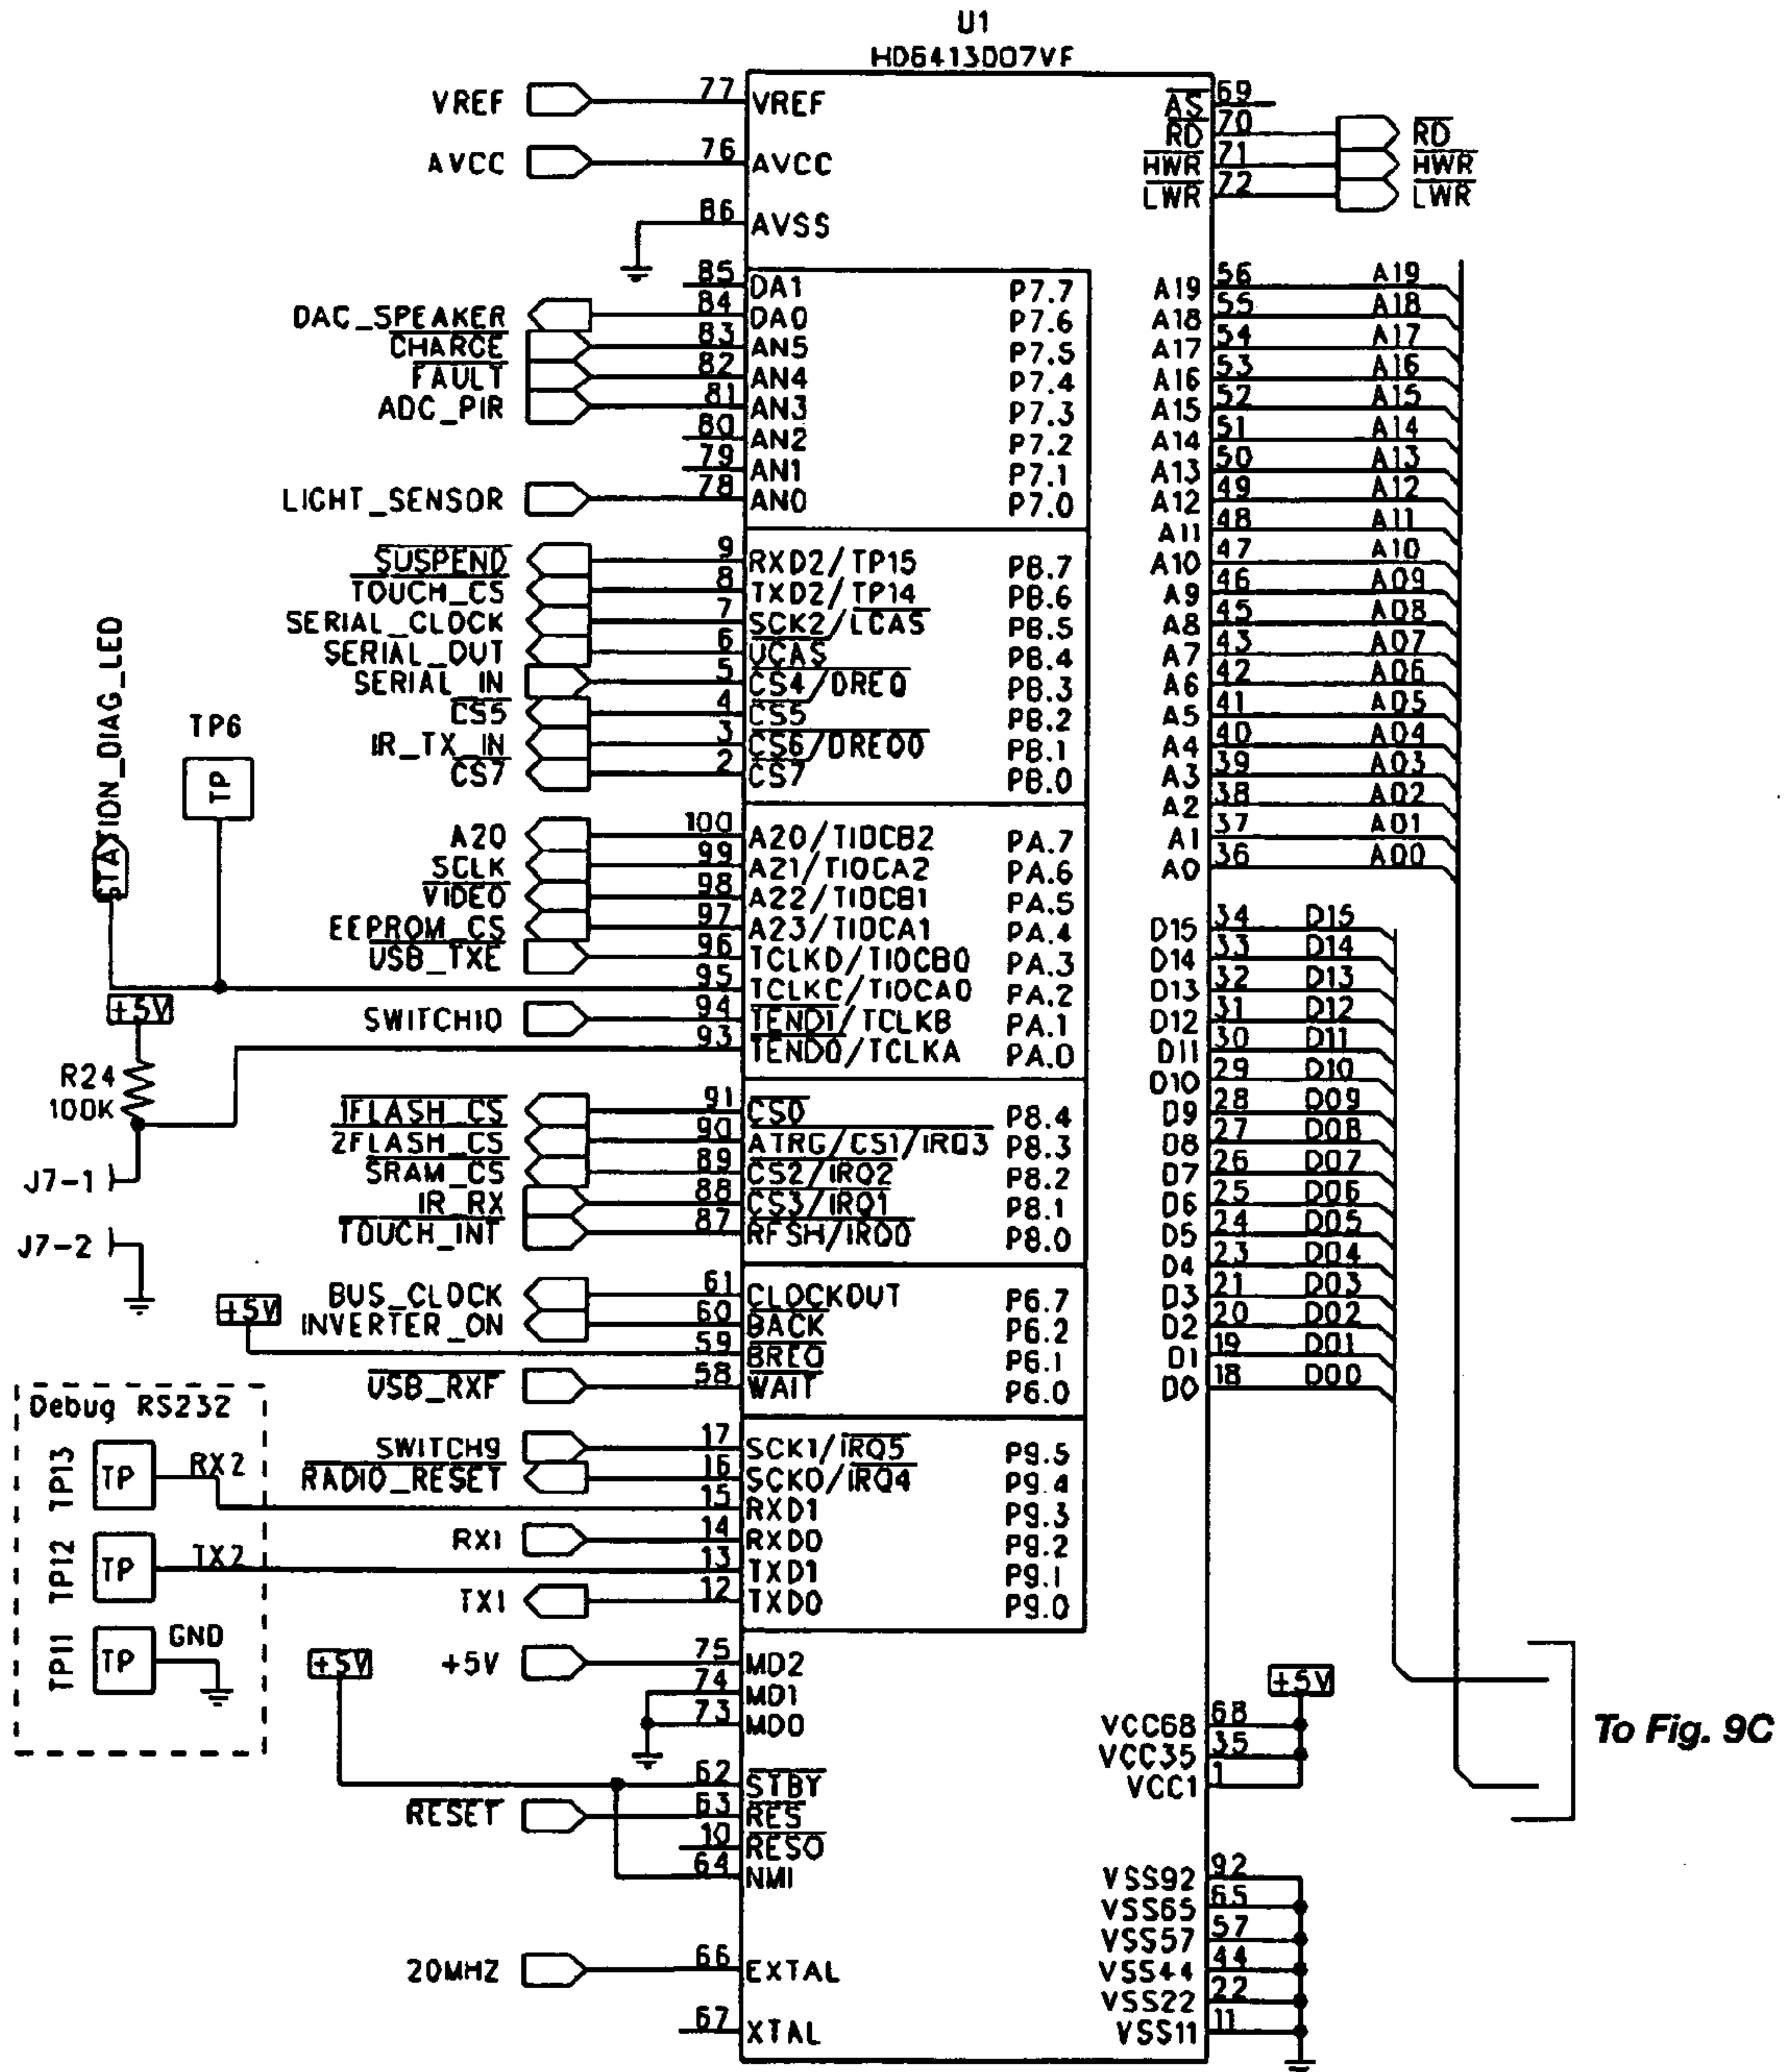 U1
HD6413D07VF
VREF 77 VREF
AVCC 76 AVCC
86 AVSS
85 DA1 P7.7
DAC_SPEAKER 84 DA0 P7.6
CHARGE 83 AN5 P7.5
FAULT 82 AN4 P7.4
ADC_PIR 81 AN3 P7.3
80 AN2 P7.2
79 AN1 P7.1
LIGHT_SENSOR 78 AN0 P7.0
SUSPEND 9 RXD2/TP15 PB.7
TOUCH_CS 8 TXD2/TP14 PB.6
SERIAL_CLOCK 7 SCK2/LCAS PB.5
SERIAL_OUT 6 UCAS PB.4
SERIAL_IN 5 CS4/DREQ PB.3
CS5 4 CS5 PB.2
IR_TX_IN 3 CS6/DREQ0 PB.1
CS7 2 CS7 PB.0
STATION_DIAG_LED
TP6
TP
A20 100 A20/TIOCB2 PA.7
SCLK 99 A21/TIOCA2 PA.6
VIDEO 98 A22/TIOCB1 PA.5
EEPROM_CS 97 A23/TIOCA1 PA.4
USB_TXE 96 TCLKD/TIOCB0 PA.3
95 TCLKC/TIOCA0 PA.2
SWITCH10 94 TEND1/TCLKB PA.1
93 TEND0/TCLKA PA.0
+5V
R24
100K
J7-1
J7-2
1FLASH_CS 91 CS0 P8.4
2FLASH_CS 90 ATRG/CS1/IRQ3 P8.3
SRAM_CS 89 CS2/IRQ2 P8.2
IR_RX 88 CS3/IRQ1 P8.1
TOUCH_INT 87 RFSH/IRQ0 P8.0
BUS_CLOCK 61 CLOCKOUT P6.7
INVERTER_ON 60 BACK P6.2
+5V 59 BREQ P6.1
USB_RXF 58 WAIT P6.0
SWITCH9 17 SCK1/IRQ5 P9.5
RADIO_RESET 16 SCK0/IRQ4 P9.4
15 RXD1 P9.3
RX1 14 RXD0 P9.2
13 TXD1 P9.1
TX1 12 TXD0 P9.0
Debug RS232
TP13 TP RX2
TP12 TP TX2
TP11 TP GND
+5V 75 MD2
74 MD1
73 MD0
+5V
62 STBY
RESET 63 RES
10 RESO
64 NMI
20MHZ 66 EXTAL
67 XTAL
AS 69
RD 70 RD
HWR 71 HWR
LWR 72 LWR
A19 56 A19
A18 55 A18
A17 54 A17
A16 53 A16
A15 52 A15
A14 51 A14
A13 50 A13
A12 49 A12
A11 48 A11
A10 47 A10
A9 46 A09
A8 45 A08
A7 43 A07
A6 42 A06
A5 41 A05
A4 40 A04
A3 39 A03
A2 38 A02
A1 37 A01
A0 36 A00
D15 34 D15
D14 33 D14
D13 32 D13
D12 31 D12
D11 30 D11
D10 29 D10
D9 28 D09
D8 27 D08
D7 26 D07
D6 25 D06
D5 24 D05
D4 23 D04
D3 21 D03
D2 20 D02
D1 19 D01
D0 18 D00
+5V
VCC68 68
VCC35 35
VCC1 1
To Fig. 9C
VSS92 92
VSS65 65
VSS57 57
VSS44 44
VSS22 22
VSS11 11